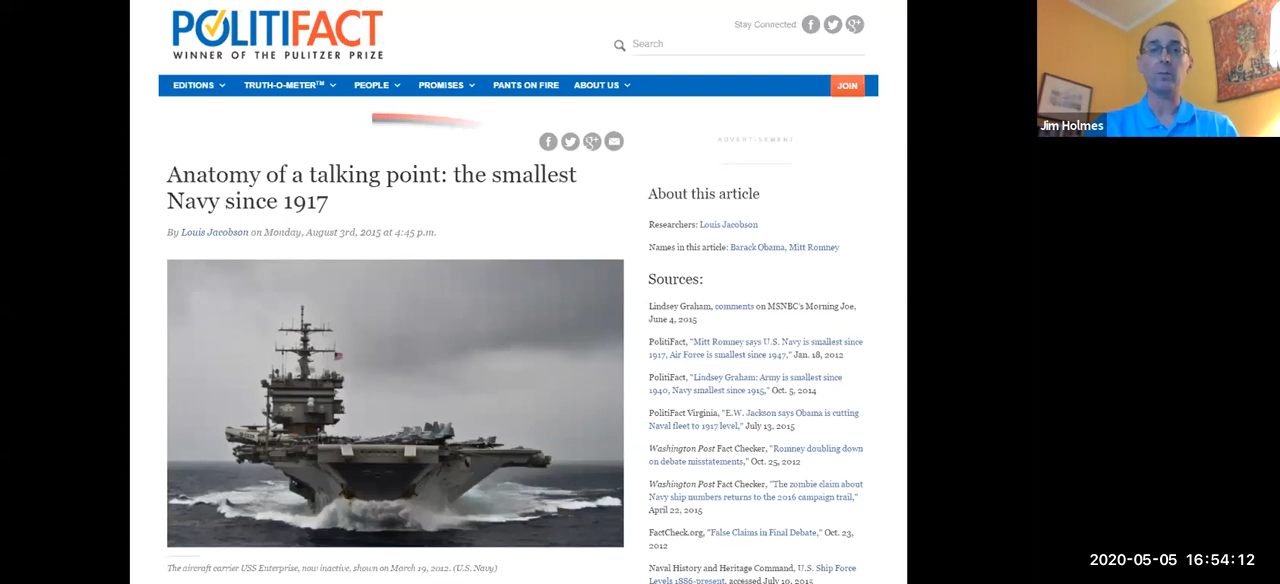 POLITIFACT
WINNER OF THE PULITZER PRIZE
Stay Connected:
Search
EDITIONS TRUTH-O-METER™ PEOPLE PROMISES PANTS ON FIRE ABOUT US JOIN
Anatomy of a talking point: the smallest
Navy since 1917
By Louis Jacobson on Monday, August 3rd, 2015 at 4:45 p.m.
The aircraft carrier USS Enterprise, now inactive, shown on March 19, 2012. (U.S. Navy)
ADVERTISEMENT
About this article
Researchers: Louis Jacobson
Names in this article: Barack Obama, Mitt Romney
Sources:
Lindsey Graham, comments on MSNBC's Morning Joe,
June 4, 2015
PolitiFact, "Mitt Romney says U.S. Navy is smallest since
1917, Air Force is smallest since 1947," Jan. 18, 2012
PolitiFact, "Lindsey Graham: Army is smallest since
1940, Navy smallest since 1915," Oct. 5, 2014
PolitiFact Virginia, "E.W. Jackson says Obama is cutting
Naval fleet to 1917 level," July 13, 2015
Washington Post Fact Checker, "Romney doubling down
on debate misstatements," Oct. 25, 2012
Washington Post Fact Checker, "The zombie claim about
Navy ship numbers returns to the 2016 campaign trail,"
April 22, 2015
FactCheck.org, "False Claims in Final Debate," Oct. 23,
2012
Naval History and Heritage Command, U.S. Ship Force
Levels 1886-present, accessed July 10, 2015
Jim Holmes
2020-05-05 16:54:12